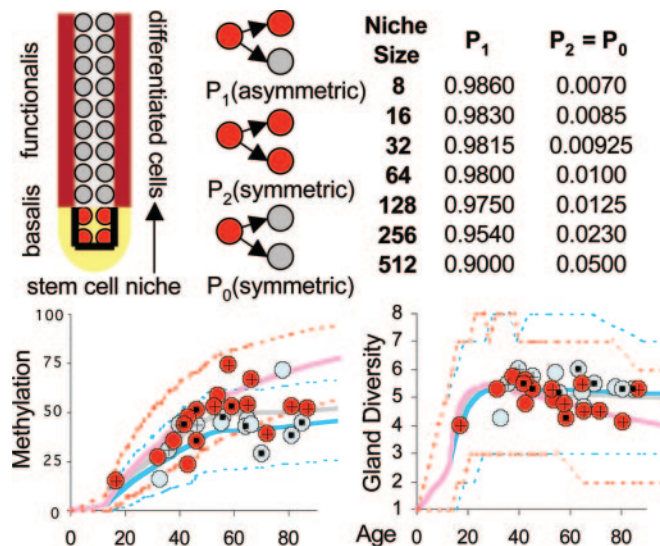 functionalis
basalis
differentiated cells
stem cell niche
P1(asymmetric)
P2(symmetric)
P0(symmetric)
Niche Size P1 P2 = P0
8 0.9860 0.0070
16 0.9830 0.0085
32 0.9815 0.00925
64 0.9800 0.0100
128 0.9750 0.0125
256 0.9540 0.0230
512 0.9000 0.0500
Methylation
100
75
50
25
0
0 20 40 60 80
Gland Diversity
8
7
6
5
4
3
2
1
Age
0 20 40 60 80